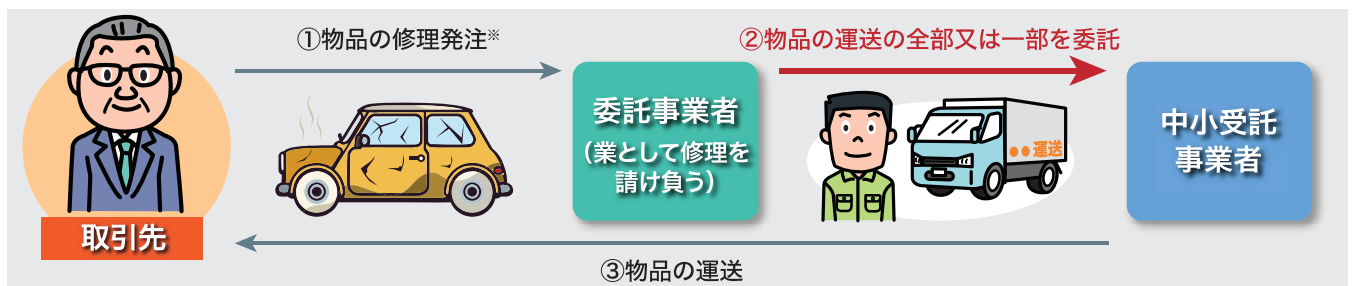 ①物品の修理発注※
②物品の運送の全部又は一部を委託
委託事業者
（業として修理を
請け負う）
●●運送
中小受託
事業者
取引先
③物品の運送